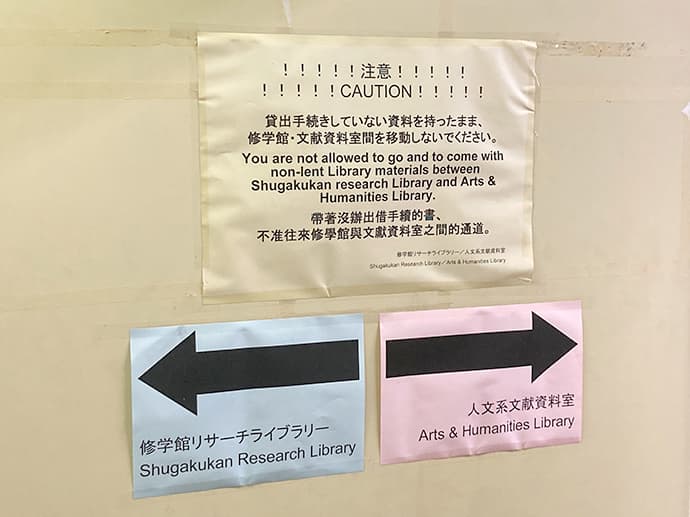 ！！！！！注意！！！！！
！！！！！CAUTION！！！！！
貸出手続きしていない資料を持ったまま、
修学館・文献資料室間を移動しないでください。
You are not allowed to go and to come with
non-lent Library materials between
Shugakukan research Library and Arts &
Humanities Library.
帶著沒辦出借手續的書、
不准往來修學館與文獻資料室之間的通道。
修学館リサーチライブラリー／人文系文献資料室
Shugakukan Research Library／Arts & Humanities Library
修学館リサーチライブラリー
Shugakukan Research Library
人文系文献資料室
Arts & Humanities Library